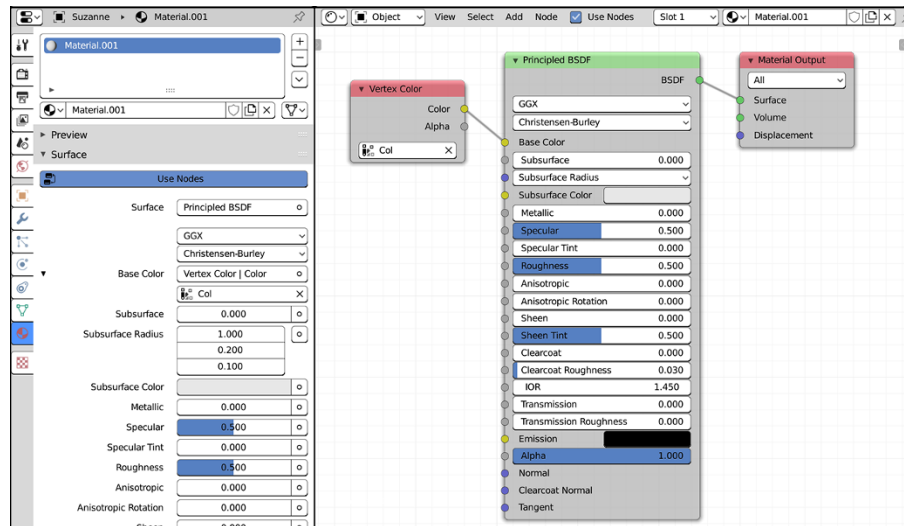 Suzanne
Material.001
Material.001
Material.001
Preview
Surface
Use Nodes
Surface
Principled BSDF
GGX
Christensen-Burley
Base Color
Vertex Color | Color
Col
Subsurface
0.000
Subsurface Radius
1.000
0.200
0.100
Subsurface Color
Metallic
0.000
Specular
0.500
Specular Tint
0.000
Roughness
0.500
Anisotropic
0.000
Anisotropic Rotation
0.000
Object
View
Select
Add
Node
Use Nodes
Slot 1
Material.001
Vertex Color
Color
Alpha
Col
Principled BSDF
BSDF
GGX
Christensen-Burley
Base Color
Subsurface
0.000
Subsurface Radius
Subsurface Color
Metallic
0.000
Specular
0.500
Specular Tint
0.000
Roughness
0.500
Anisotropic
0.000
Anisotropic Rotation
0.000
Sheen
0.000
Sheen Tint
0.500
Clearcoat
0.000
Clearcoat Roughness
0.030
IOR
1.450
Transmission
0.000
Transmission Roughness
0.000
Emission
Alpha
1.000
Normal
Clearcoat Normal
Tangent
Material Output
All
Surface
Volume
Displacement